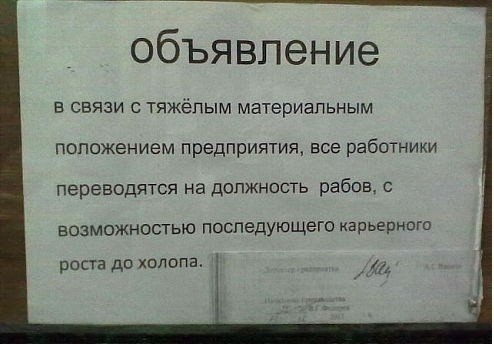 объявление
в связи с тяжёлым материальным
положением предприятия, все работники
переводятся на должность рабов, с
возможностью последующего карьерного
роста до холопа.